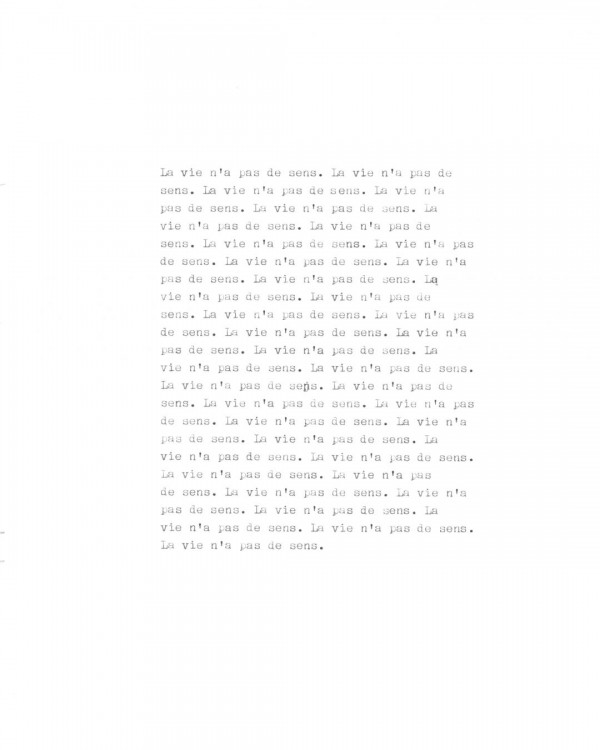 La vie n'a pas de sens. La vie n'a pas de
sens. La vie n'a pas de sens. La vie n'a
pas de sens. La vie n'a pas de sens. La
vie n'a pas de sens. La vie n'a pas de
sens. La vie n'a pas de sens. La vie n'a pas
de sens. La vie n'a pas de sens. La vie n'a
pas de sens. La vie n'a pas de sens. La
vie n'a pas de sens. La vie n'a pas de
sens. La vie n'a pas de sens. La vie n'a pas
de sens. La vie n'a pas de sens. La vie n'a
pas de sens. La vie n'a pas de sens. La
vie n'a pas de sens. La vie n'a pas de sens.
La vie n'a pas de sens. La vie n'a pas de
sens. La vie n'a pas de sens. La vie n'a pas
de sens. La vie n'a pas de sens. La vie n'a
pas de sens. La vie n'a pas de sens. La
vie n'a pas de sens. La vie n'a pas de sens.
La vie n'a pas de sens. La vie n'a pas
de sens. La vie n'a pas de sens. La vie n'a
pas de sens. La vie n'a pas de sens. La
vie n'a pas de sens. La vie n'a pas de sens.
La vie n'a pas de sens.